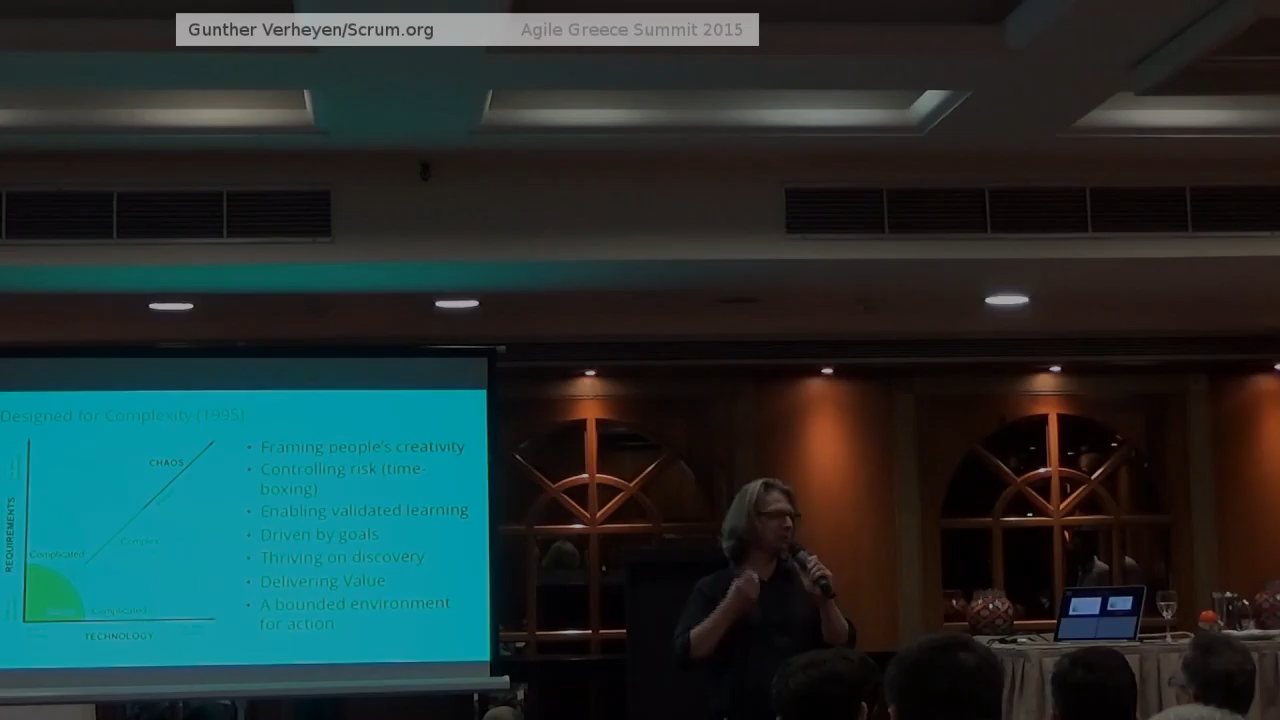 Gunther Verheyen/Scrum.org
Agile Greece Summit 2015
Designed for Complexity (1995)
CHAOS
Complex
Complicated
Complicated
REQUIREMENTS
TECHNOLOGY
• Framing people's creativity
• Controlling risk (time-
boxing)
• Enabling validated learning
• Driven by goals
• Thriving on discovery
• Delivering Value
• A bounded environment
for action